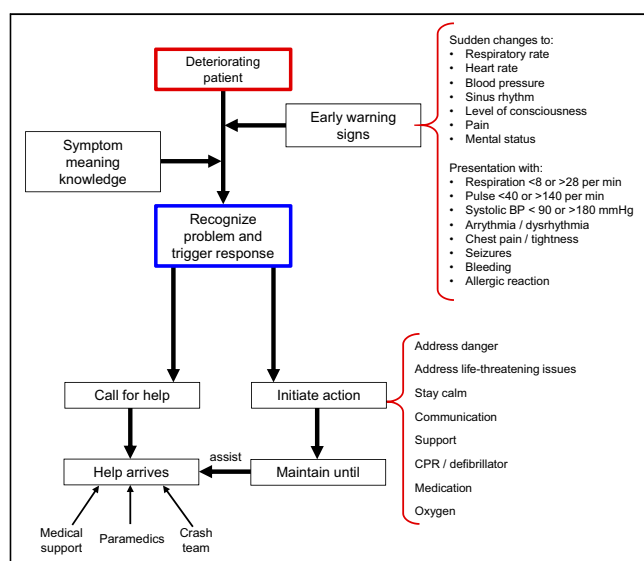 Deteriorating
patient
Early warning
signs
Symptom
meaning
knowledge
Recognize
problem and
trigger response
Sudden changes to:
• Respiratory rate
• Heart rate
• Blood pressure
• Sinus rhythm
• Level of consciousness
• Pain
• Mental status
Presentation with:
• Respiration <8 or >28 per min
• Pulse <40 or >140 per min
• Systolic BP < 90 or >180 mmHg
• Arrythmia / dysrhythmia
• Chest pain / tightness
• Seizures
• Bleeding
• Allergic reaction
Call for help
Initiate action
Help arrives
assist
Maintain until
Medical
support
Paramedics
Crash
team
Address danger
Address life-threatening issues
Stay calm
Communication
Support
CPR / defibrillator
Medication
Oxygen